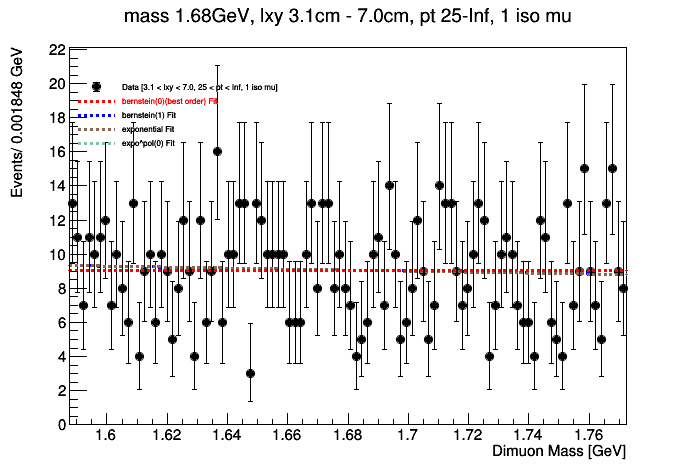 mass 1.68GeV, lxy 3.1cm - 7.0cm, pt 25-Inf, 1 iso mu
Events/ 0.001848 GeV
22
20
18
16
14
12
10
8
6
4
2
0
Data [3.1 < lxy < 7.0, 25 < pt < Inf, 1 iso mu]
bernstein(0)(best order) Fit
bernstein(1) Fit
exponential Fit
expo*pol(0) Fit
1.6 1.62 1.64 1.66 1.68 1.7 1.72 1.74 1.76
Dimuon Mass [GeV]